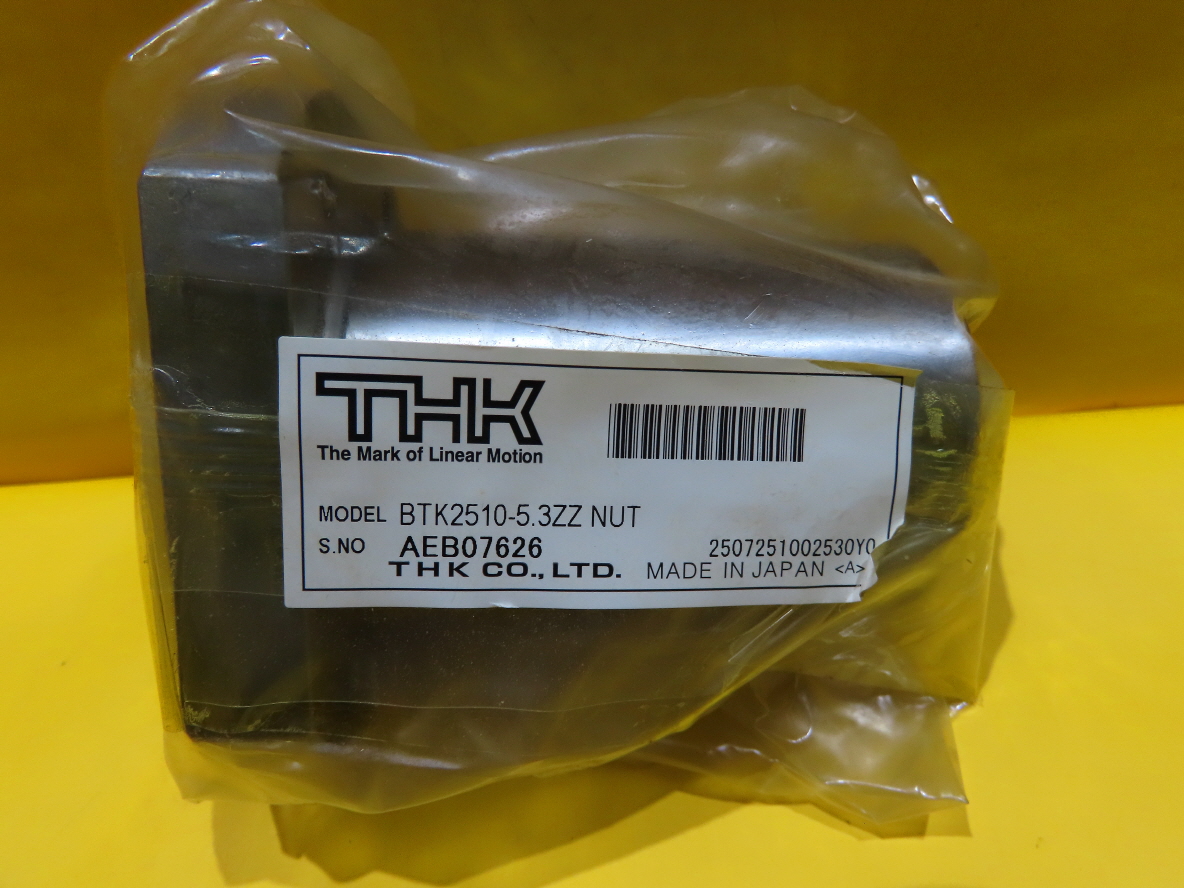 THK
The Mark of Linear Motion
MODEL BTK2510-5.3ZZ NUT
S.NO AEB07626 2507251002530Y0
THK CO., LTD. MADE IN JAPAN <A>